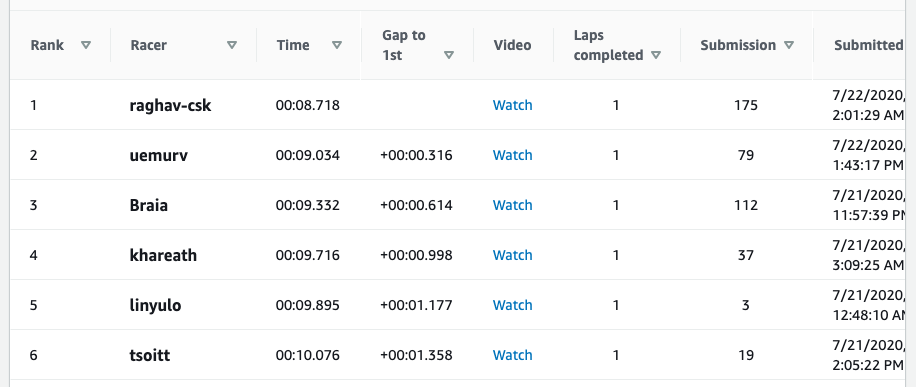 Rank Racer Time Gap to 1st Video Laps completed Submission Submitted
1 raghav-csk 00:08.718 Watch 1 175 7/22/2020, 2:01:29 AM
2 uemurv 00:09.034 +00:00.316 Watch 1 79 7/22/2020, 1:43:17 PM
3 Braia 00:09.332 +00:00.614 Watch 1 112 7/21/2020, 11:57:39 PM
4 khareath 00:09.716 +00:00.998 Watch 1 37 7/21/2020, 3:09:25 AM
5 linyulo 00:09.895 +00:01.177 Watch 1 3 7/21/2020, 12:48:10 AM
6 tsoitt 00:10.076 +00:01.358 Watch 1 19 7/21/2020, 2:05:22 PM